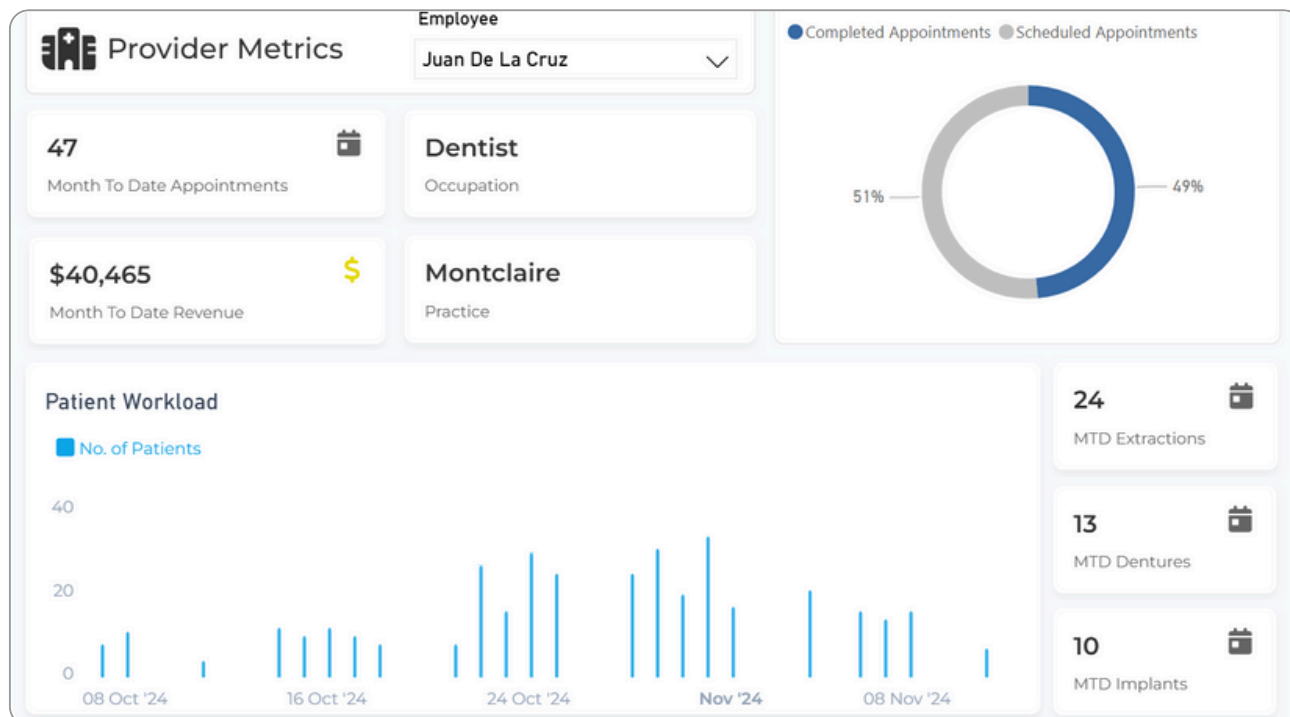 Provider Metrics
Employee
Juan De La Cruz
Completed Appointments Scheduled Appointments
51%
49%
47
Month To Date Appointments
Dentist
Occupation
$40,465
Month To Date Revenue
Montclaire
Practice
Patient Workload
No. of Patients
40
20
0
08 Oct '24 16 Oct '24 24 Oct '24 Nov '24 08 Nov '24
24
MTD Extractions
13
MTD Dentures
10
MTD Implants